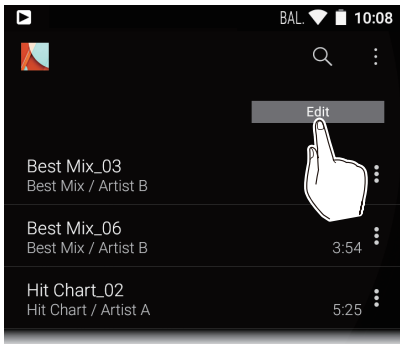 BAL. 10:08
Edit
Best Mix_03
Best Mix / Artist B
Best Mix_06
Best Mix / Artist B 3:54
Hit Chart_02
Hit Chart / Artist A 5:25